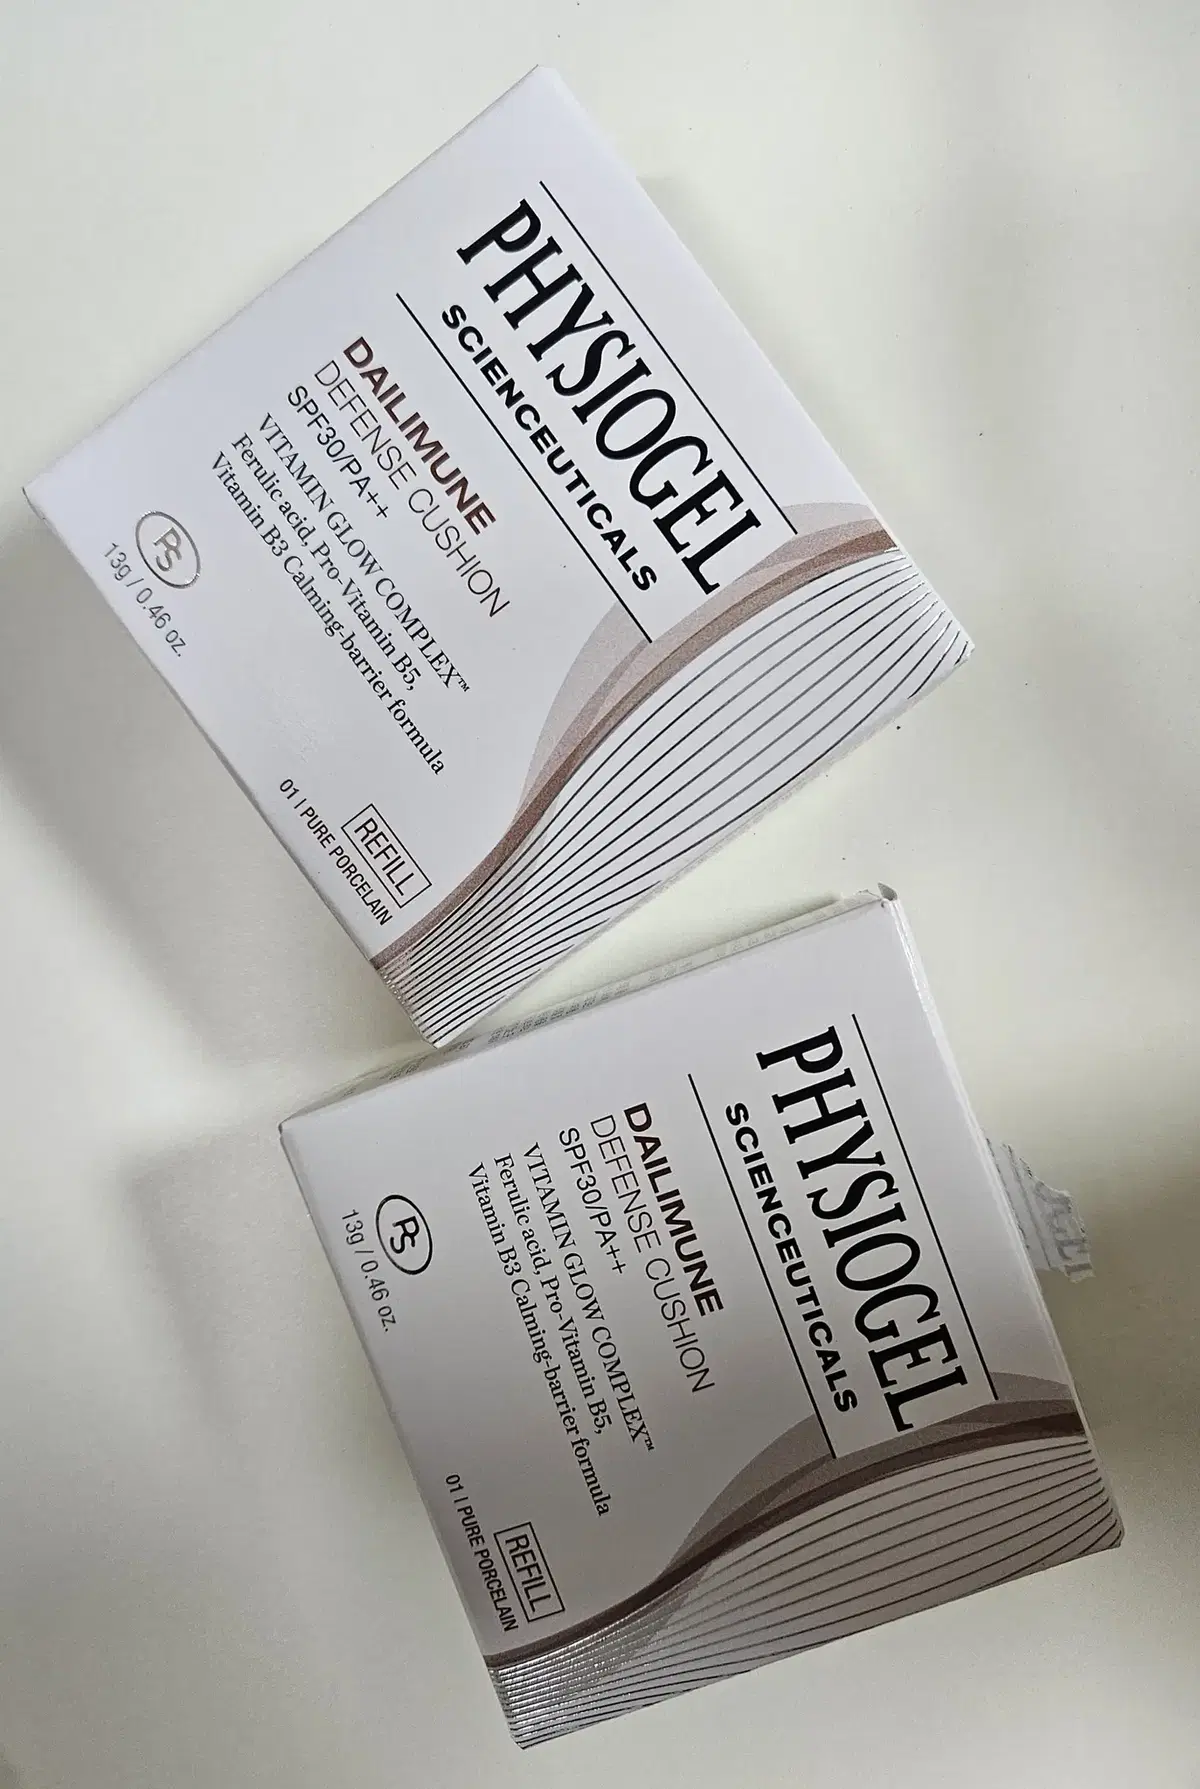 PHYSIOGEL
SCIENCEUTICALS
DAILIMUNE
DEFENSE CUSHION
SPF30/PA++
VITAMIN GLOW COMPLEX™
Ferulic acid, Pro-Vitamin B5,
Vitamin B3 Calming-barrier formula
PS
13g / 0.46 oz.
REFILL
01 | PURE PORCELAIN
PHYSIOGEL
SCIENCEUTICALS
DAILIMUNE
DEFENSE CUSHION
SPF30/PA++
VITAMIN GLOW COMPLEX™
Ferulic acid, Pro-Vitamin B5,
Vitamin B3 Calming-barrier formula
PS
13g / 0.46 oz.
REFILL
01 | PURE PORCELAIN